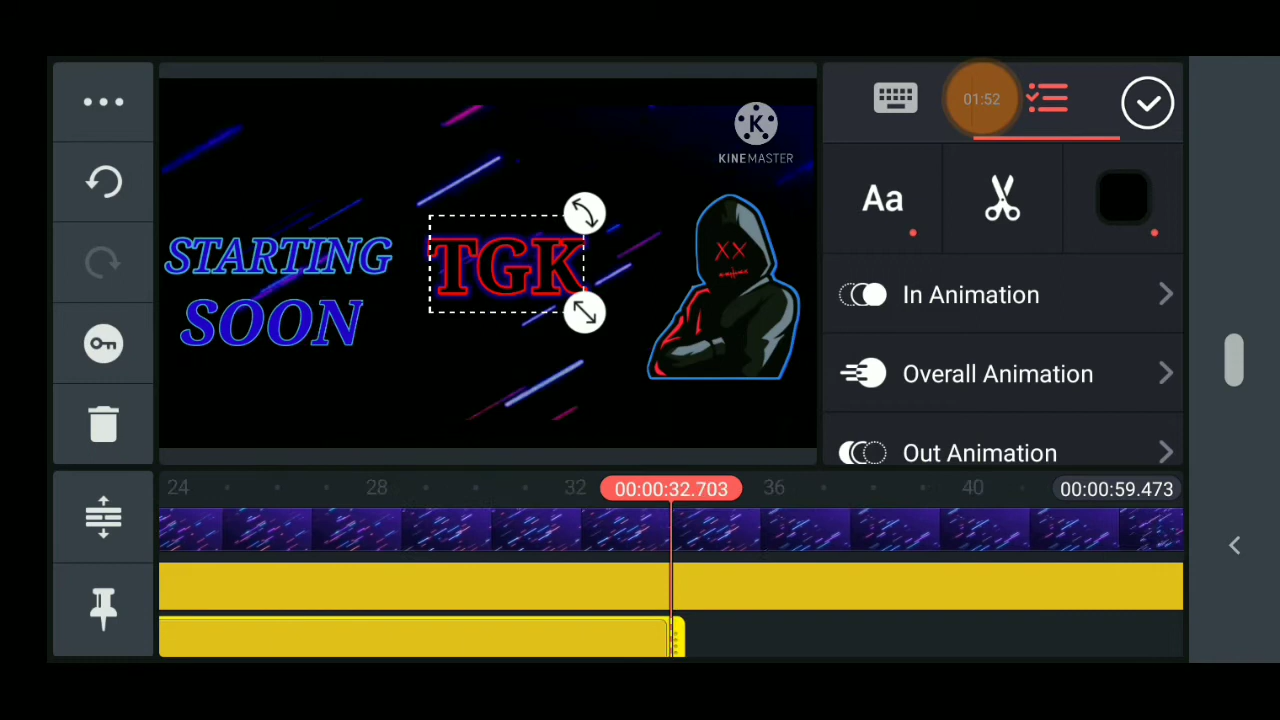 01:52
K
KINEMASTER
Aa
STARTING
SOON
TGK
In Animation
Overall Animation
Out Animation
24
28
32
00:00:32.703
36
40
00:00:59.473